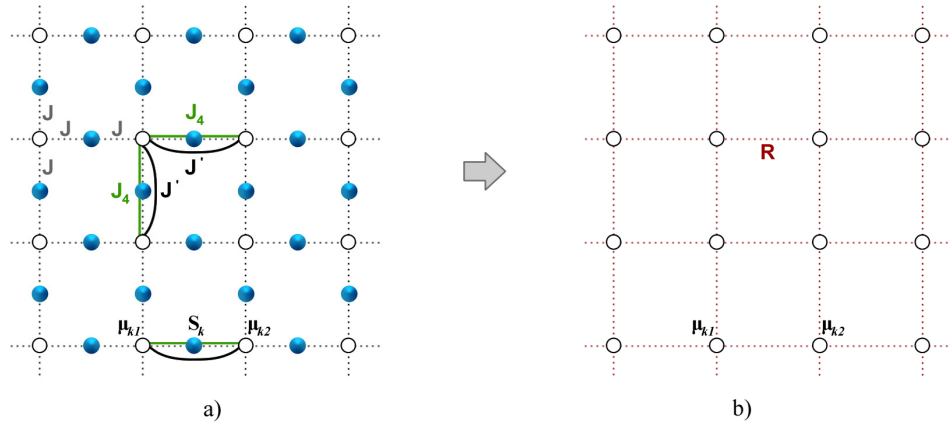 J
J J J₄
J J'
R
J₄ J'
μk1 Sk μk2
μk1 μk2
a) b)